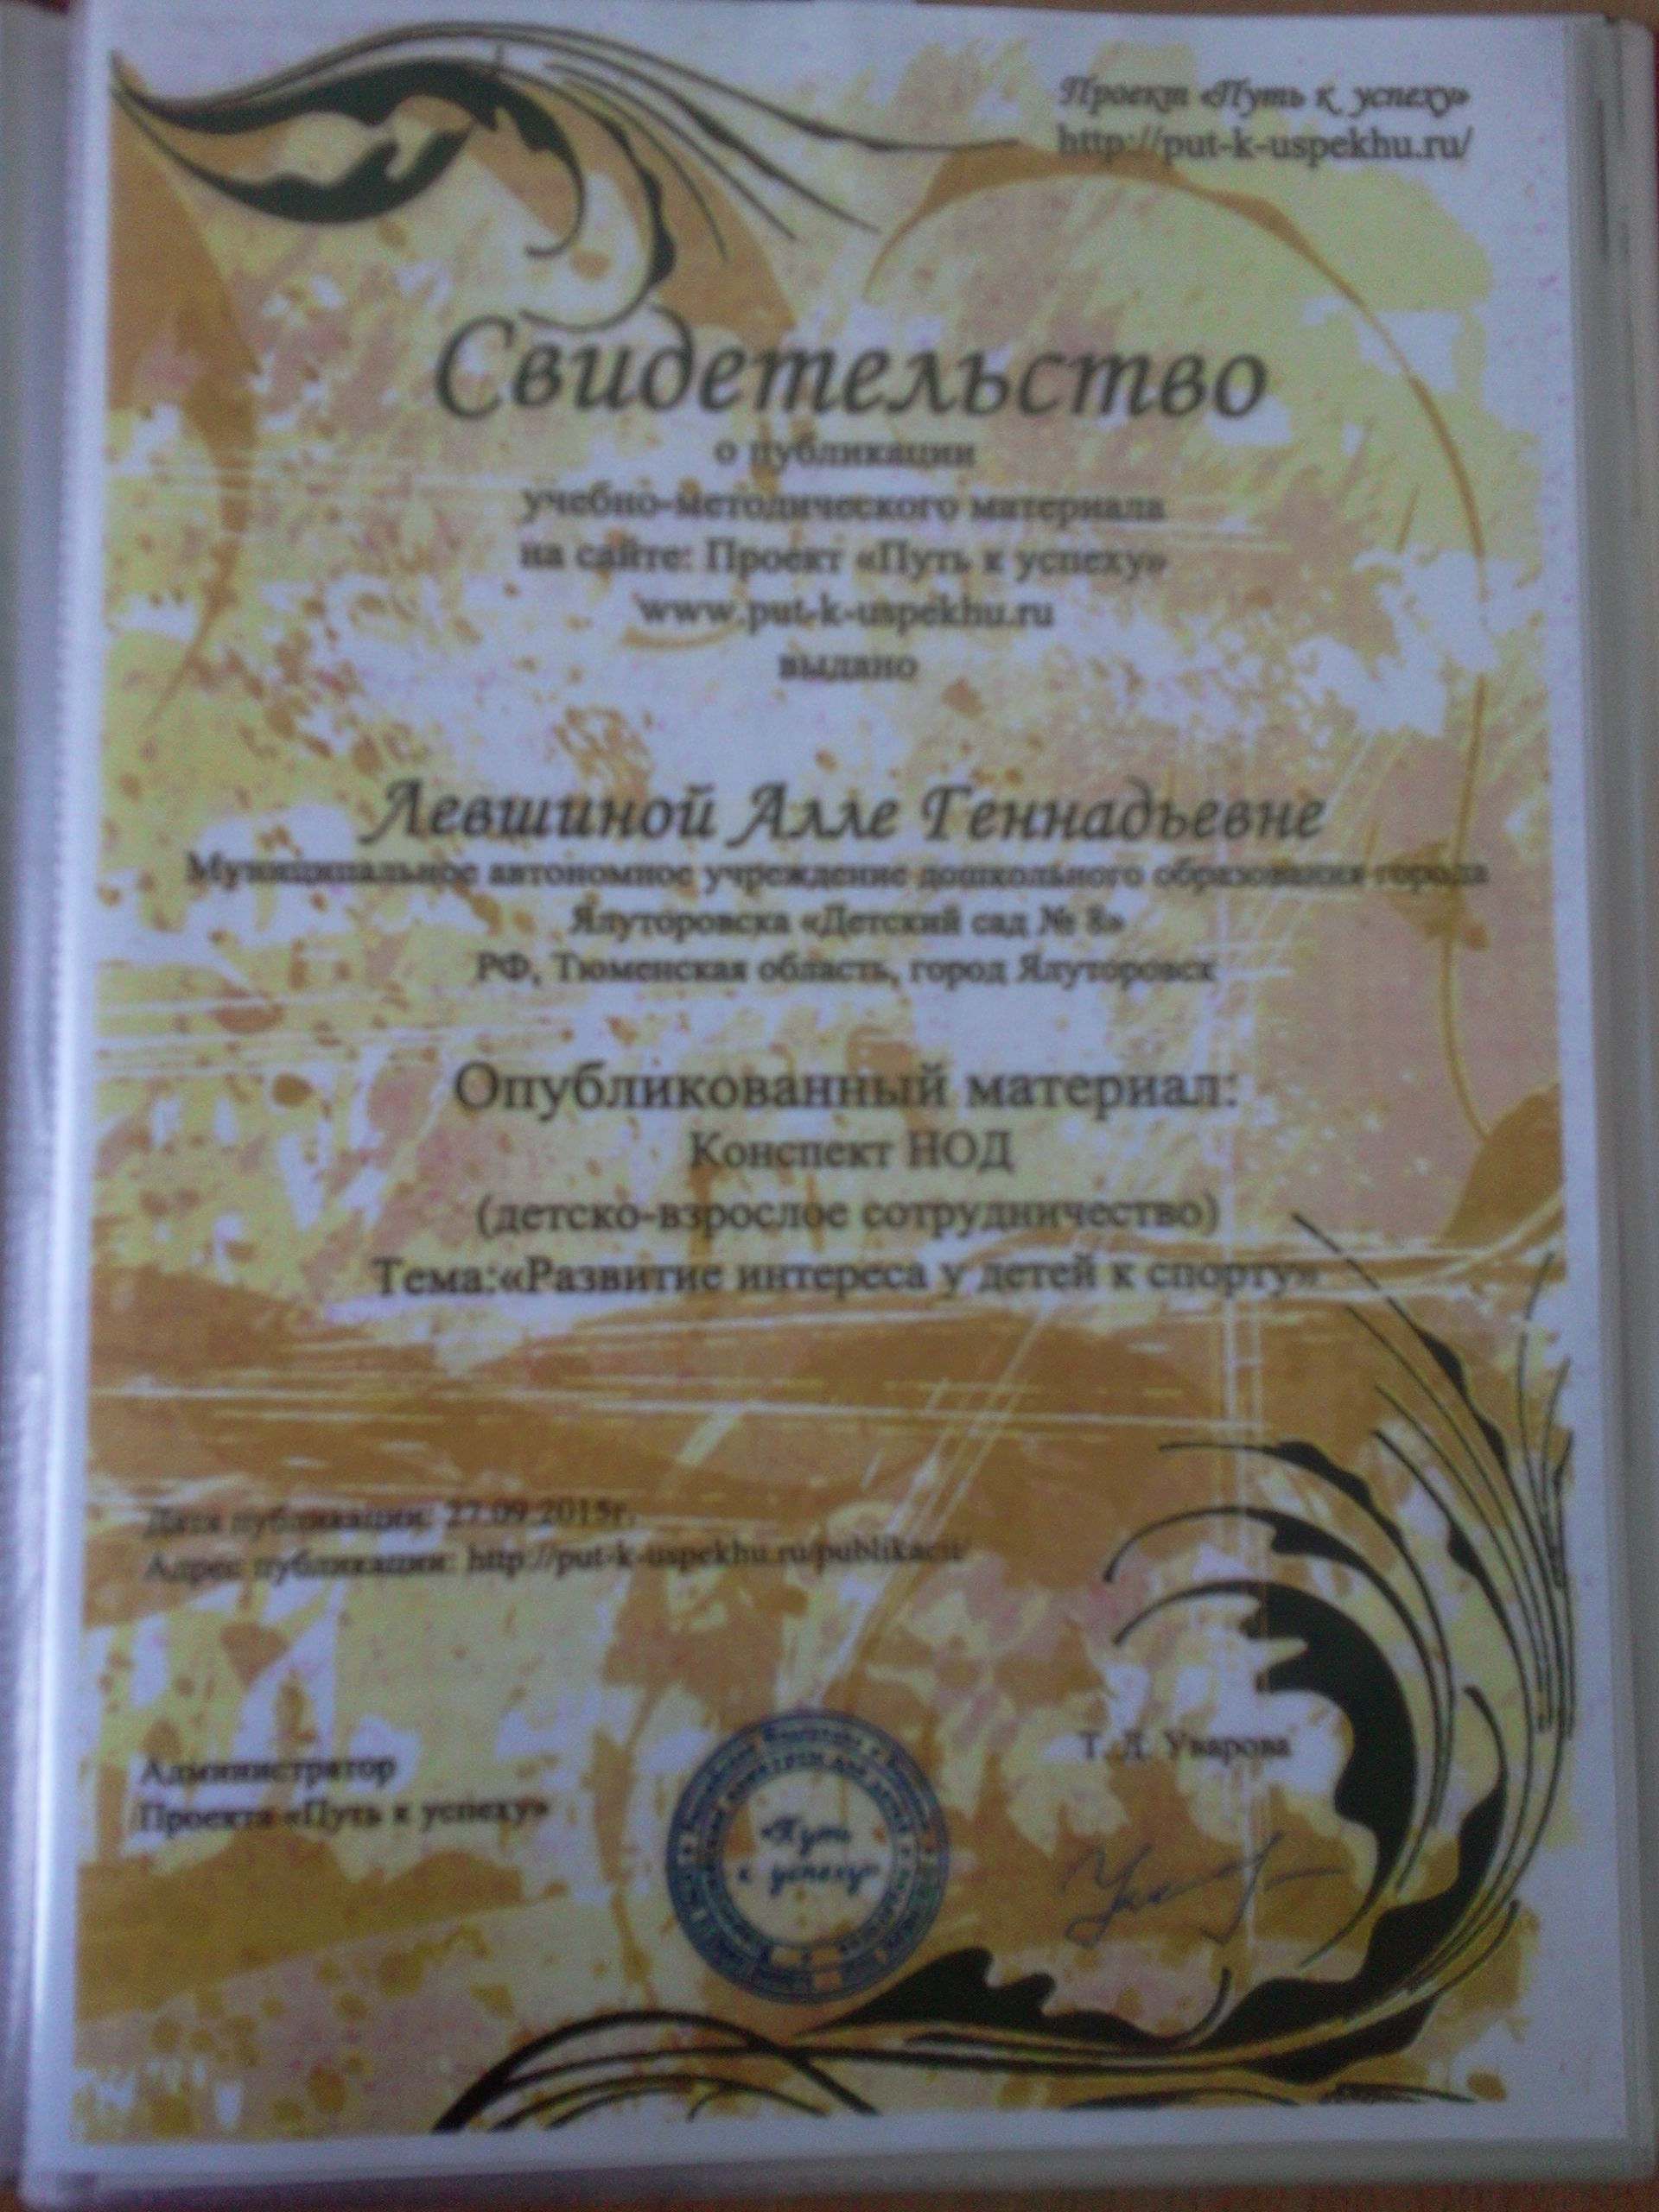 Проект «Путь к успеху»
http://put-k-uspekhu.ru/
Свидетельство
о публикации
учебно-методического материала
на сайте: Проект «Путь к успеху»
www.put-k-uspekhu.ru
выдано
Левшиной Алле Геннадьевне
Муниципальное автономное учреждение дошкольного образования города
Ялуторовска «Детский сад № 8»
РФ, Тюменская область, город Ялуторовск
Опубликованный материал:
Конспект НОД
(детско-взрослое сотрудничество)
Тема:«Развитие интереса у детей к спорту»
Дата публикации: 27.09.2015г.
Адрес публикации: http://put-k-uspekhu.ru/publikacii/
Т. Д. Уварова
Администратор
Проекта «Путь к успеху»
«Путь
к успеху»